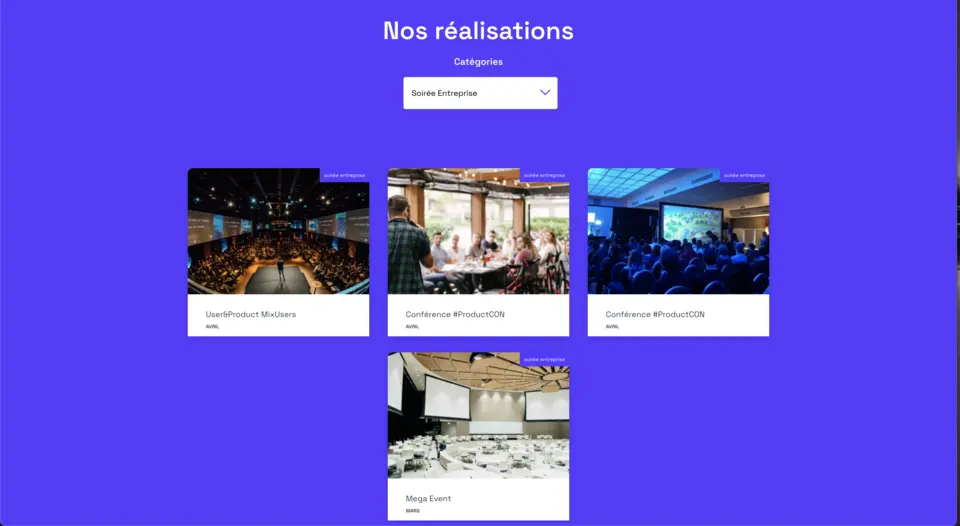 Nos réalisations
Catégories
Soirée Entreprise
soirée entreprise
soirée entreprise
soirée entreprise
User&Product MixUsers
AVRIL
Conférence #ProductCON
AVRIL
Conférence #ProductCON
AVRIL
soirée entreprise
Mega Event
MARS